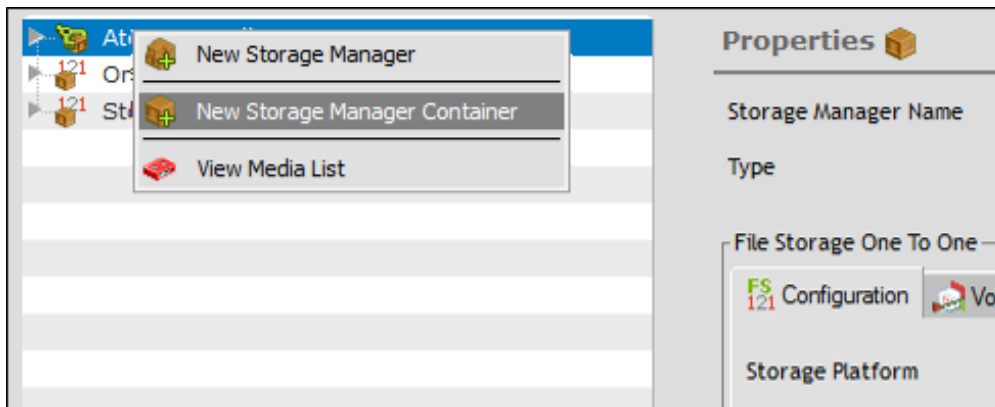 New Storage Manager
New Storage Manager Container
View Media List
121
121
Properties
Storage Manager Name
Type
File Storage One To One
FS
121 Configuration
Storage Platform